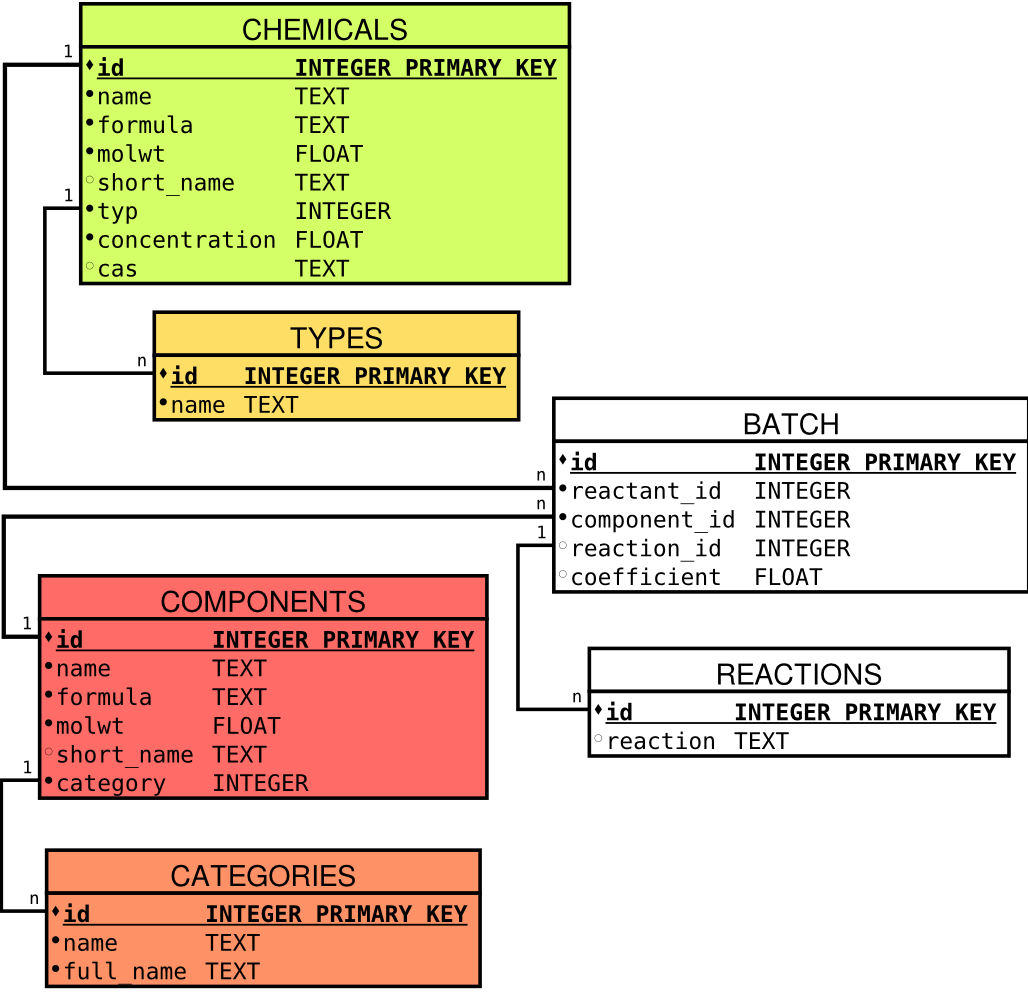 CHEMICALS
1
id INTEGER PRIMARY KEY
name TEXT
formula TEXT
molwt FLOAT
short_name TEXT
1
typ INTEGER
concentration FLOAT
cas TEXT
TYPES
n
id INTEGER PRIMARY KEY
name TEXT
BATCH
id INTEGER PRIMARY KEY
n
reactant_id INTEGER
n
component_id INTEGER
1
reaction_id INTEGER
coefficient FLOAT
COMPONENTS
1
id INTEGER PRIMARY KEY
name TEXT
formula TEXT
molwt FLOAT
short_name TEXT
1
category INTEGER
REACTIONS
n
id INTEGER PRIMARY KEY
reaction TEXT
CATEGORIES
n
id INTEGER PRIMARY KEY
name TEXT
full_name TEXT